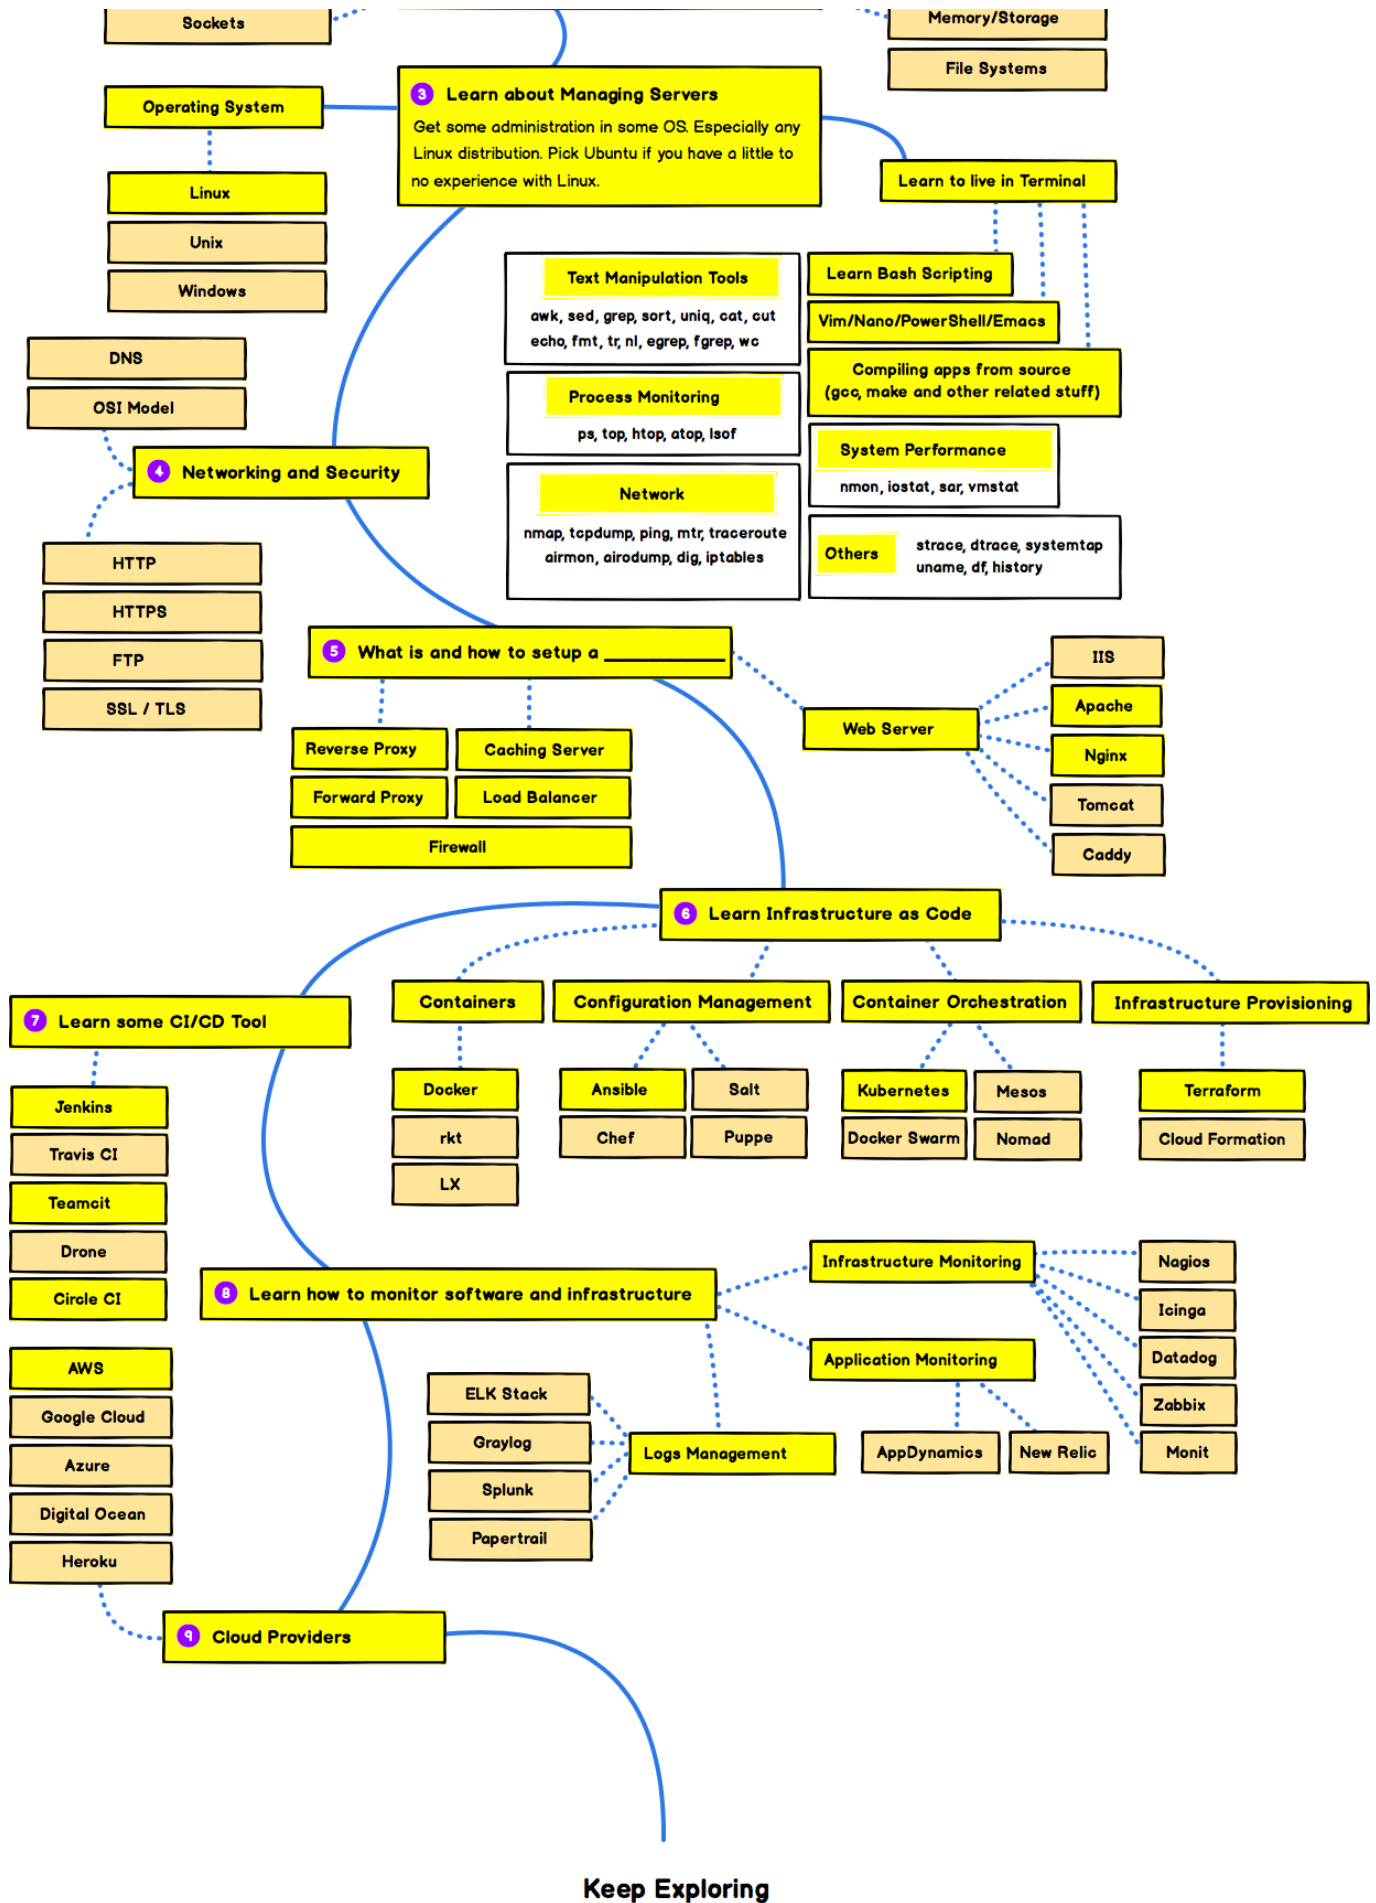 Sockets
Memory/Storage
File Systems
3 Learn about Managing Servers
Get some administration in some OS. Especially any
Linux distribution. Pick Ubuntu if you have a little to
no experience with Linux.
Operating System
Linux
Unix
Windows
Learn to live in Terminal
Learn Bash Scripting
Vim/Nano/PowerShell/Emacs
Compiling apps from source
(gcc, make and other related stuff)
Text Manipulation Tools
awk, sed, grep, sort, uniq, cat, cut
echo, fmt, tr, nl, egrep, fgrep, wc
Process Monitoring
ps, top, htop, atop, lsof
System Performance
nmon, iostat, sar, vmstat
Network
nmap, tcpdump, ping, mtr, traceroute
airmon, airodump, dig, iptables
Others
strace, dtrace, systemtap
uname, df, history
DNS
OSI Model
4 Networking and Security
HTTP
HTTPS
FTP
SSL / TLS
5 What is and how to setup a ____________
Reverse Proxy
Caching Server
Forward Proxy
Load Balancer
Firewall
Web Server
IIS
Apache
Nginx
Tomcat
Caddy
6 Learn Infrastructure as Code
Containers
Docker
rkt
LX
Configuration Management
Ansible
Salt
Chef
Puppe
Container Orchestration
Kubernetes
Mesos
Docker Swarm
Nomad
Infrastructure Provisioning
Terraform
Cloud Formation
7 Learn some CI/CD Tool
Jenkins
Travis CI
Teamcit
Drone
Circle CI
8 Learn how to monitor software and infrastructure
Infrastructure Monitoring
Nagios
Icinga
Datadog
Zabbix
Monit
Application Monitoring
AppDynamics
New Relic
Logs Management
ELK Stack
Graylog
Splunk
Papertrail
AWS
Google Cloud
Azure
Digital Ocean
Heroku
9 Cloud Providers
Keep Exploring